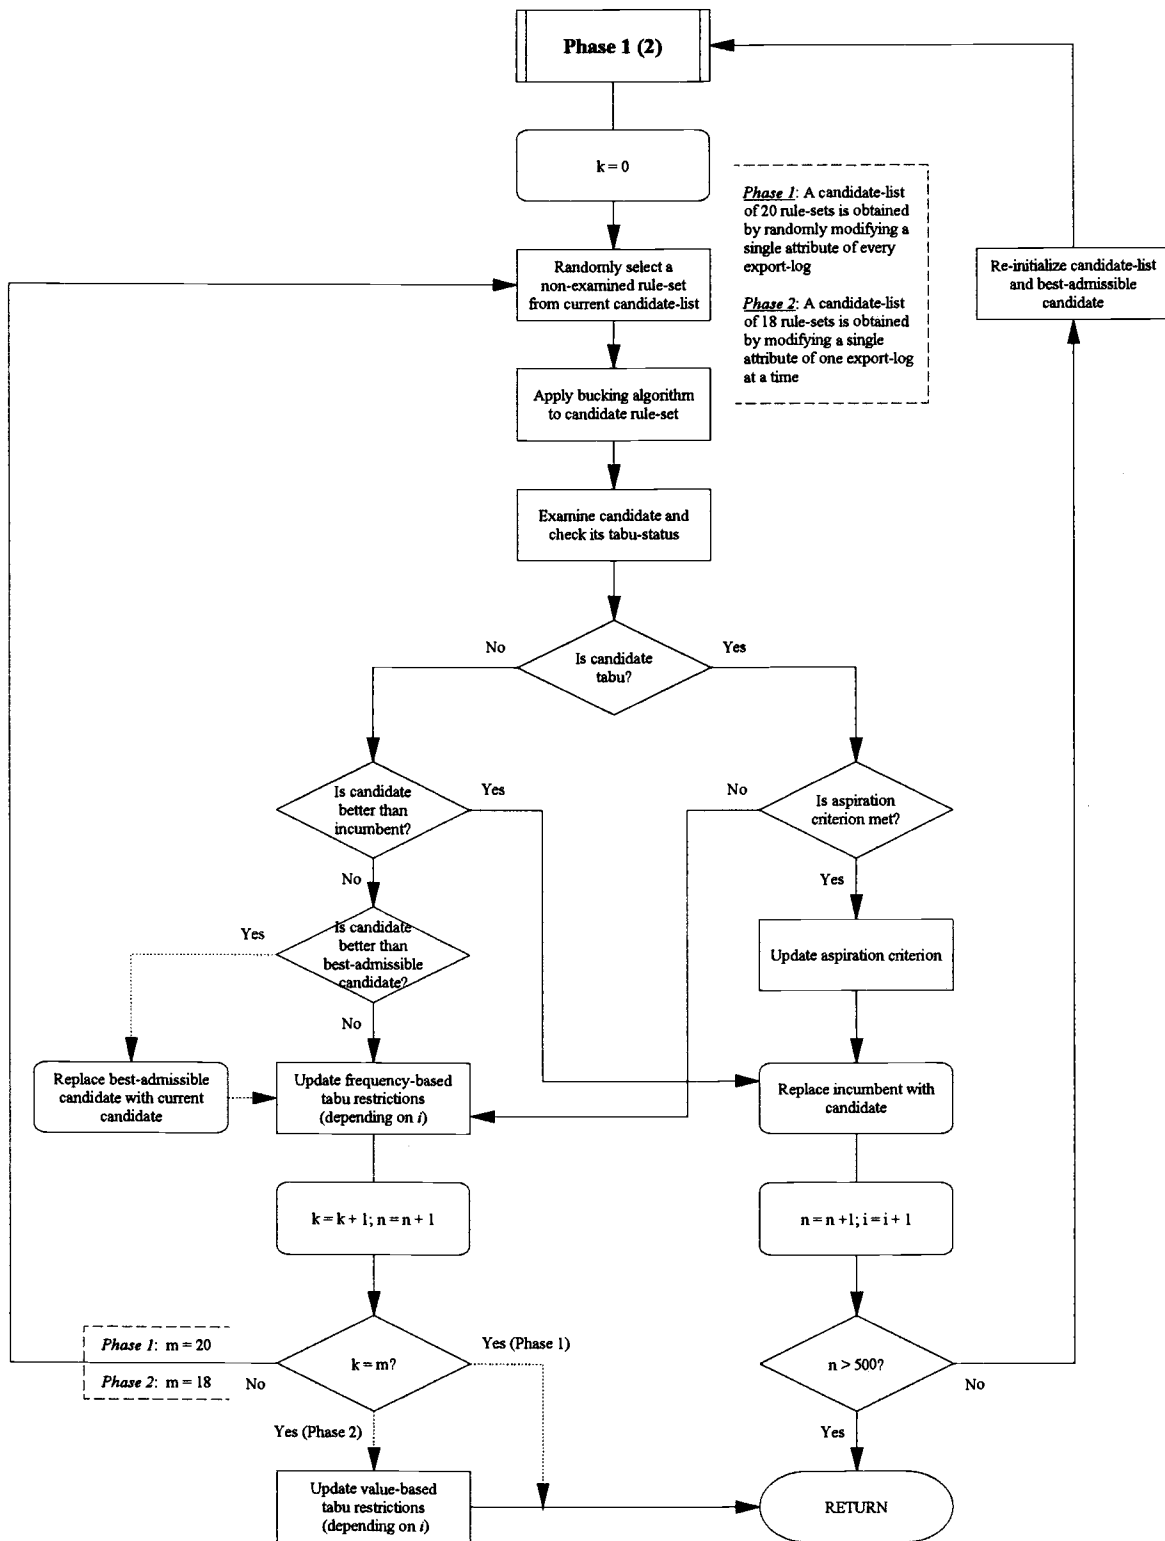 Phase 1 (2)
k = 0
Phase 1: A candidate-list
of 20 rule-sets is obtained
by randomly modifying a
single attribute of every
export-log
Phase 2: A candidate-list
of 18 rule-sets is obtained
by modifying a single
attribute of one export-log
at a time
Randomly select a
non-examined rule-set
from current candidate-list
Re-initialize candidate-list
and best-admissible
candidate
Apply bucking algorithm
to candidate rule-set
Examine candidate and
check its tabu-status
No
Yes
Is candidate
tabu?
Is candidate
better than
incumbent?
Yes
No
Is aspiration
criterion met?
No
Yes
Is candidate
better than
best-admissible
candidate?
Yes
No
Update aspiration criterion
Replace best-admissible
candidate with current
candidate
Update frequency-based
tabu restrictions
(depending on i)
Replace incumbent with
candidate
k = k + 1; n = n + 1
n = n+1; i = i + 1
Phase 1: m = 20
Phase 2: m = 18
No
k = m?
Yes (Phase 1)
Yes (Phase 2)
n > 500?
No
Yes
Update value-based
tabu restrictions
(depending on i)
RETURN